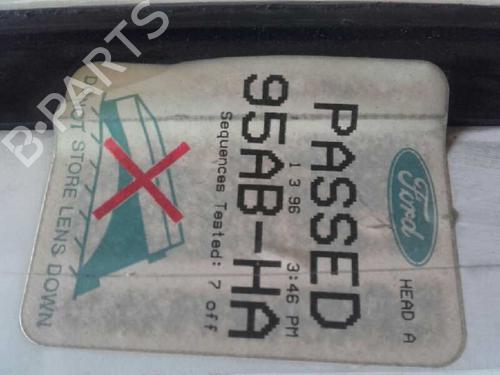 Ford
HEAD A
PASSED
1 3 96 3:46 PM
95AB-HA
Sequences Tested: 7 off
DO NOT STORE LENS DOWN
B-PARTS